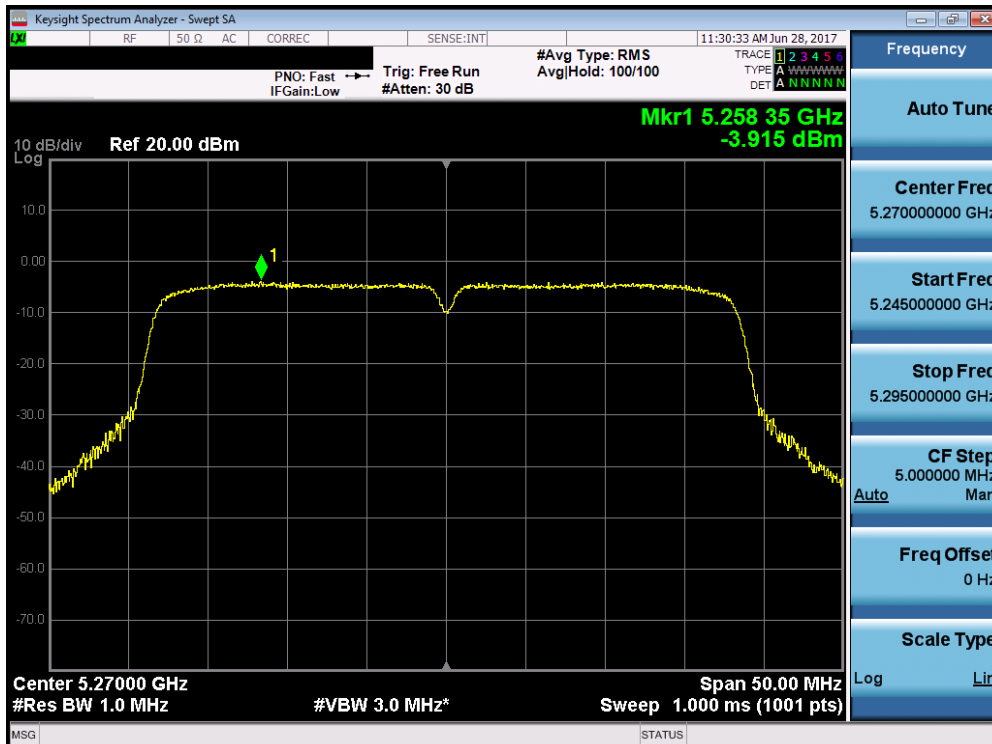 Keysight Spectrum Analyzer - Swept SA
LXI RF 50 Ω AC CORREC SENSE:INT 11:30:33 AM Jun 28, 2017
PNO: Fast
IFGain:Low
Trig: Free Run
#Atten: 30 dB
#Avg Type: RMS
Avg|Hold: 100/100
TRACE 1 2 3 4 5 6
TYPE A WWWWW
DET A N N N N N
Mkr1 5.258 35 GHz
-3.915 dBm
10 dB/div
Log
Ref 20.00 dBm
10.0
0.00
-10.0
-20.0
-30.0
-40.0
-50.0
-60.0
-70.0
1
Center 5.27000 GHz
Span 50.00 MHz
#Res BW 1.0 MHz
#VBW 3.0 MHz*
Sweep 1.000 ms (1001 pts)
MSG
STATUS
Frequency
Auto Tune
Center Freq
5.270000000 GHz
Start Freq
5.245000000 GHz
Stop Freq
5.295000000 GHz
CF Step
5.000000 MHz
Auto Man
Freq Offset
0 Hz
Scale Type
Log Lin